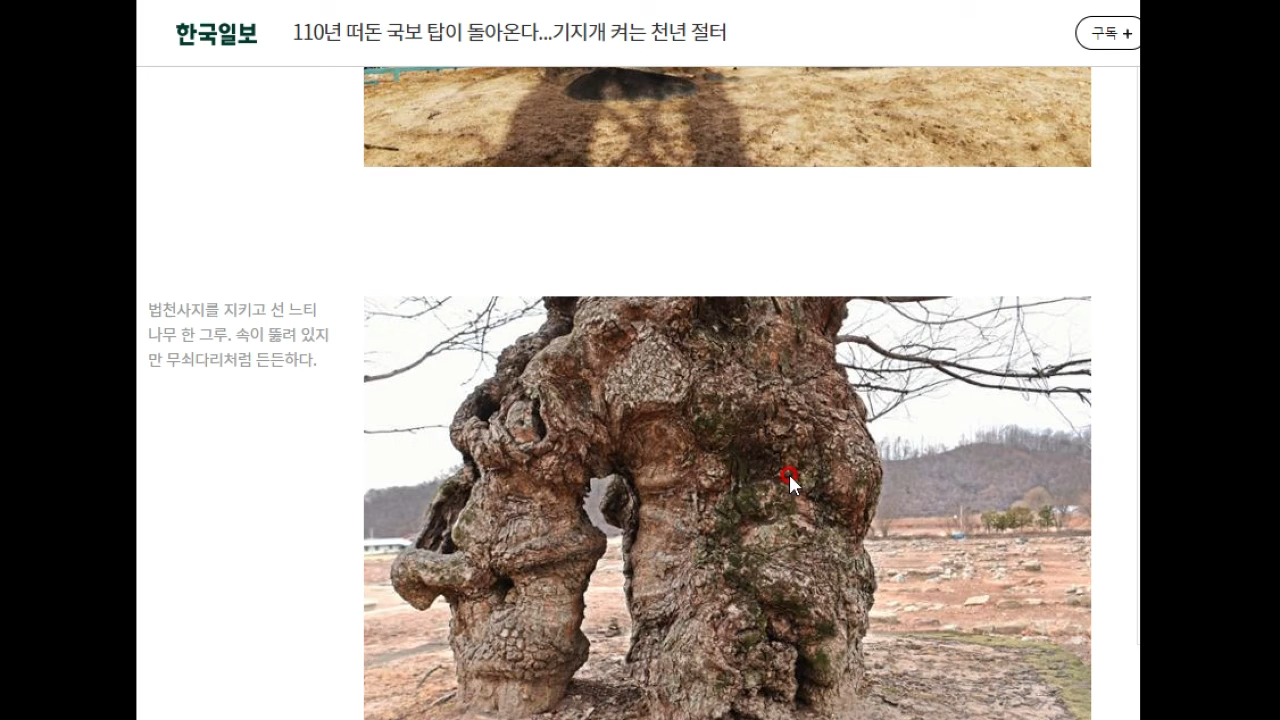 한국일보
110년 떠돈 국보 탑이 돌아온다...기지개 켜는 천년 절터
구독 +
법천사지를 지키고 선 느티
나무 한 그루. 속이 뚫려 있지
만 무쇠다리처럼 든든하다.